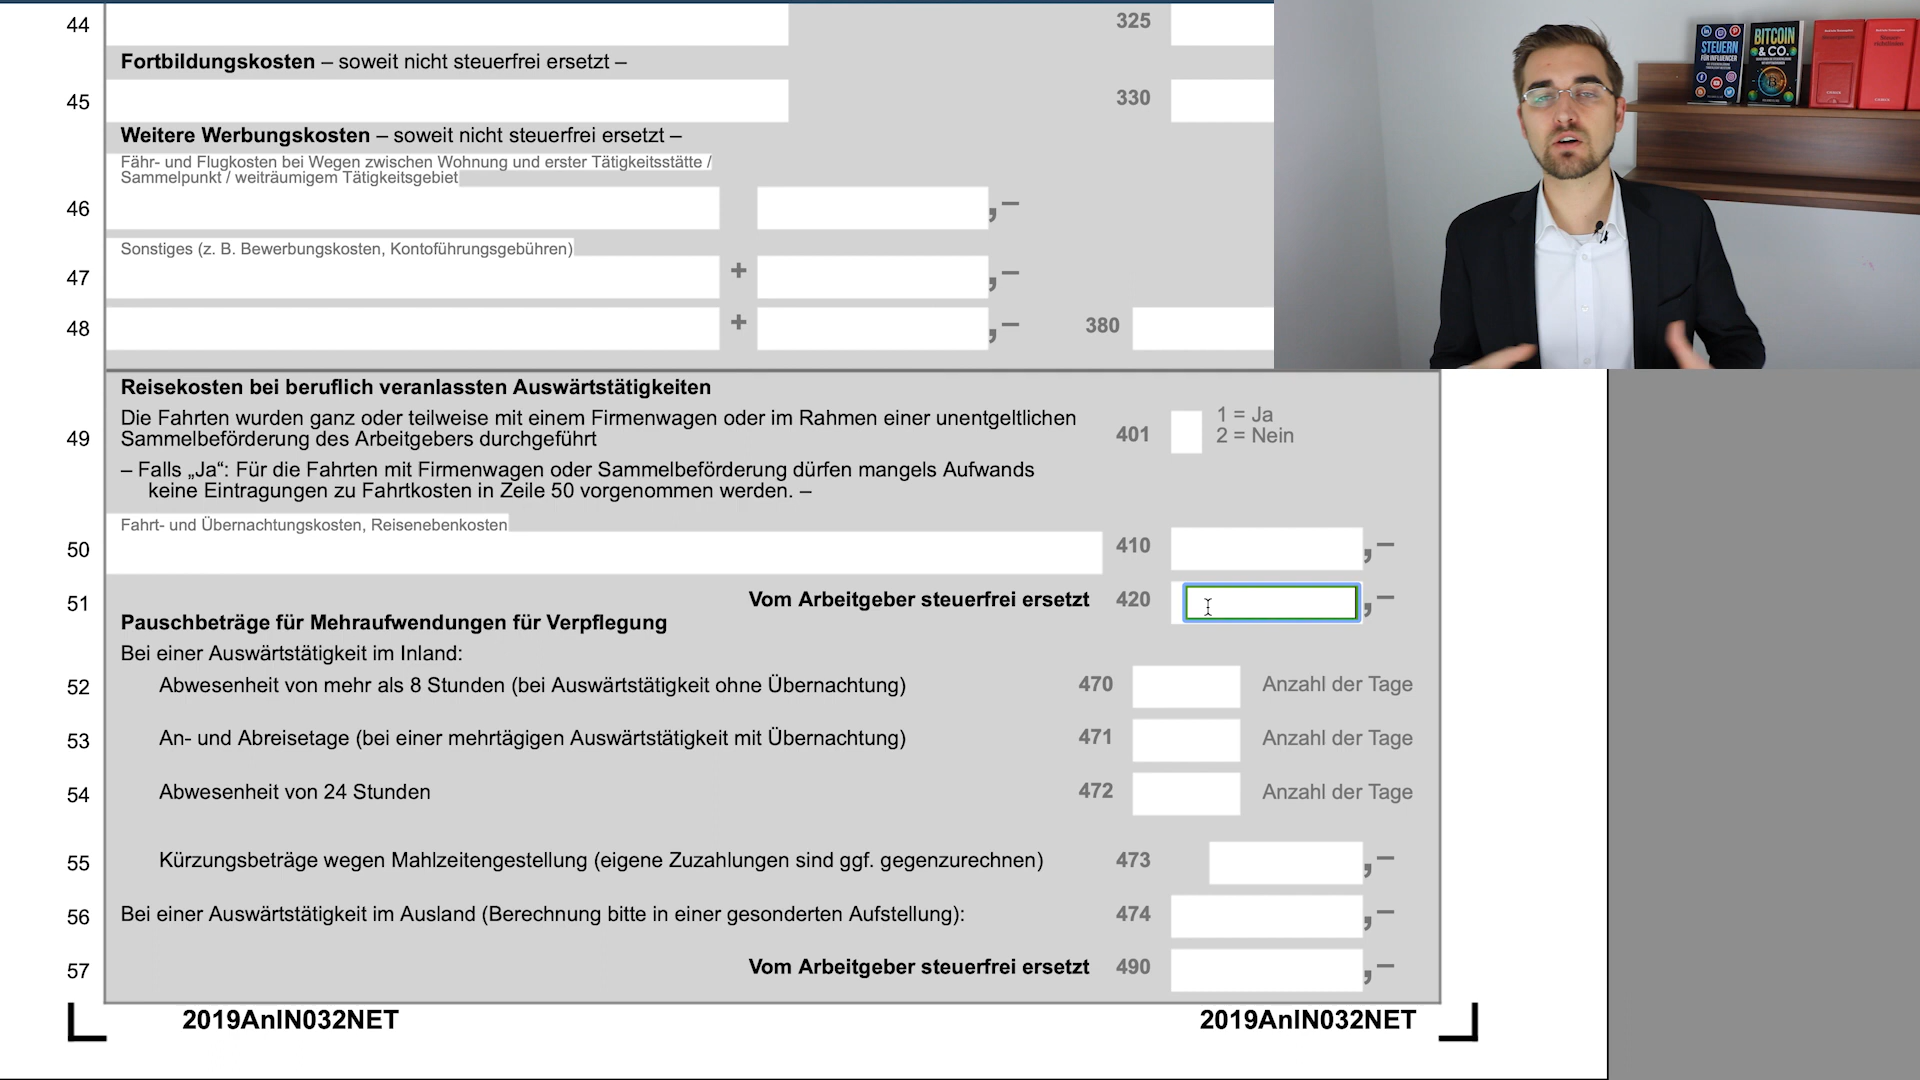 44 325
Fortbildungskosten – soweit nicht steuerfrei ersetzt –
45 330
Weitere Werbungskosten – soweit nicht steuerfrei ersetzt –
Fähr- und Flugkosten bei Wegen zwischen Wohnung und erster Tätigkeitsstätte /
Sammelpunkt / weiträumigem Tätigkeitsgebiet
46 ,–
Sonstiges (z. B. Bewerbungskosten, Kontoführungsgebühren)
47 + ,–
48 + ,– 380
Reisekosten bei beruflich veranlassten Auswärtstätigkeiten
Die Fahrten wurden ganz oder teilweise mit einem Firmenwagen oder im Rahmen einer unentgeltlichen
49 Sammelbeförderung des Arbeitgebers durchgeführt 401
1 = Ja
2 = Nein
– Falls „Ja“: Für die Fahrten mit Firmenwagen oder Sammelbeförderung dürfen mangels Aufwands
keine Eintragungen zu Fahrtkosten in Zeile 50 vorgenommen werden. –
Fahrt- und Übernachtungskosten, Reisenebenkosten
50 410 ,–
51 Vom Arbeitgeber steuerfrei ersetzt 420 ,–
Pauschbeträge für Mehraufwendungen für Verpflegung
Bei einer Auswärtstätigkeit im Inland:
52 Abwesenheit von mehr als 8 Stunden (bei Auswärtstätigkeit ohne Übernachtung) 470 Anzahl der Tage
53 An- und Abreisetage (bei einer mehrtägigen Auswärtstätigkeit mit Übernachtung) 471 Anzahl der Tage
54 Abwesenheit von 24 Stunden 472 Anzahl der Tage
55 Kürzungsbeträge wegen Mahlzeitengestellung (eigene Zuzahlungen sind ggf. gegenzurechnen) 473 ,–
56 Bei einer Auswärtstätigkeit im Ausland (Berechnung bitte in einer gesonderten Aufstellung): 474 ,–
57 Vom Arbeitgeber steuerfrei ersetzt 490 ,–
2019AnlN032NET 2019AnlN032NET
STEUERN
FÜR INFLUENCER
BITCOIN
& CO.